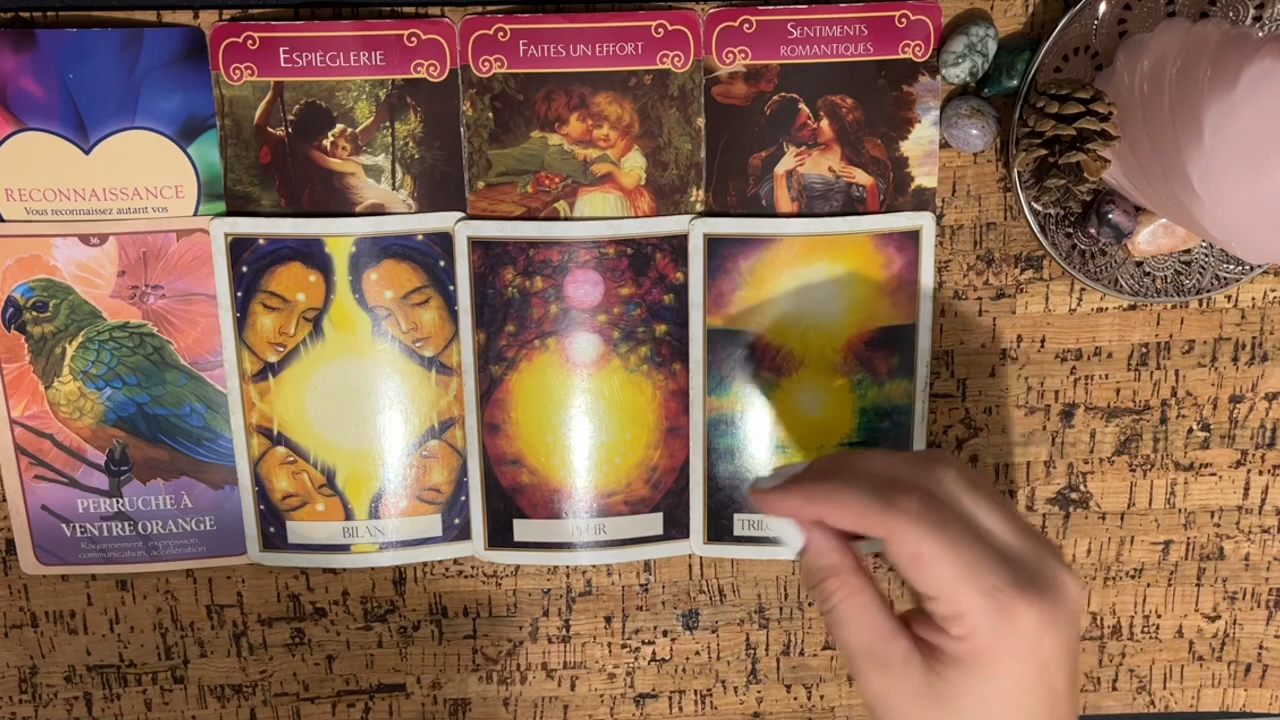 ESPIÈGLERIE
FAITES UN EFFORT
SENTIMENTS
ROMANTIQUES
RECONNAISSANCE
Vous reconnaissez autant vos
36
PERRUCHE À
VENTRE ORANGE
Rayonnement, expression,
communication, accélération
BILAN